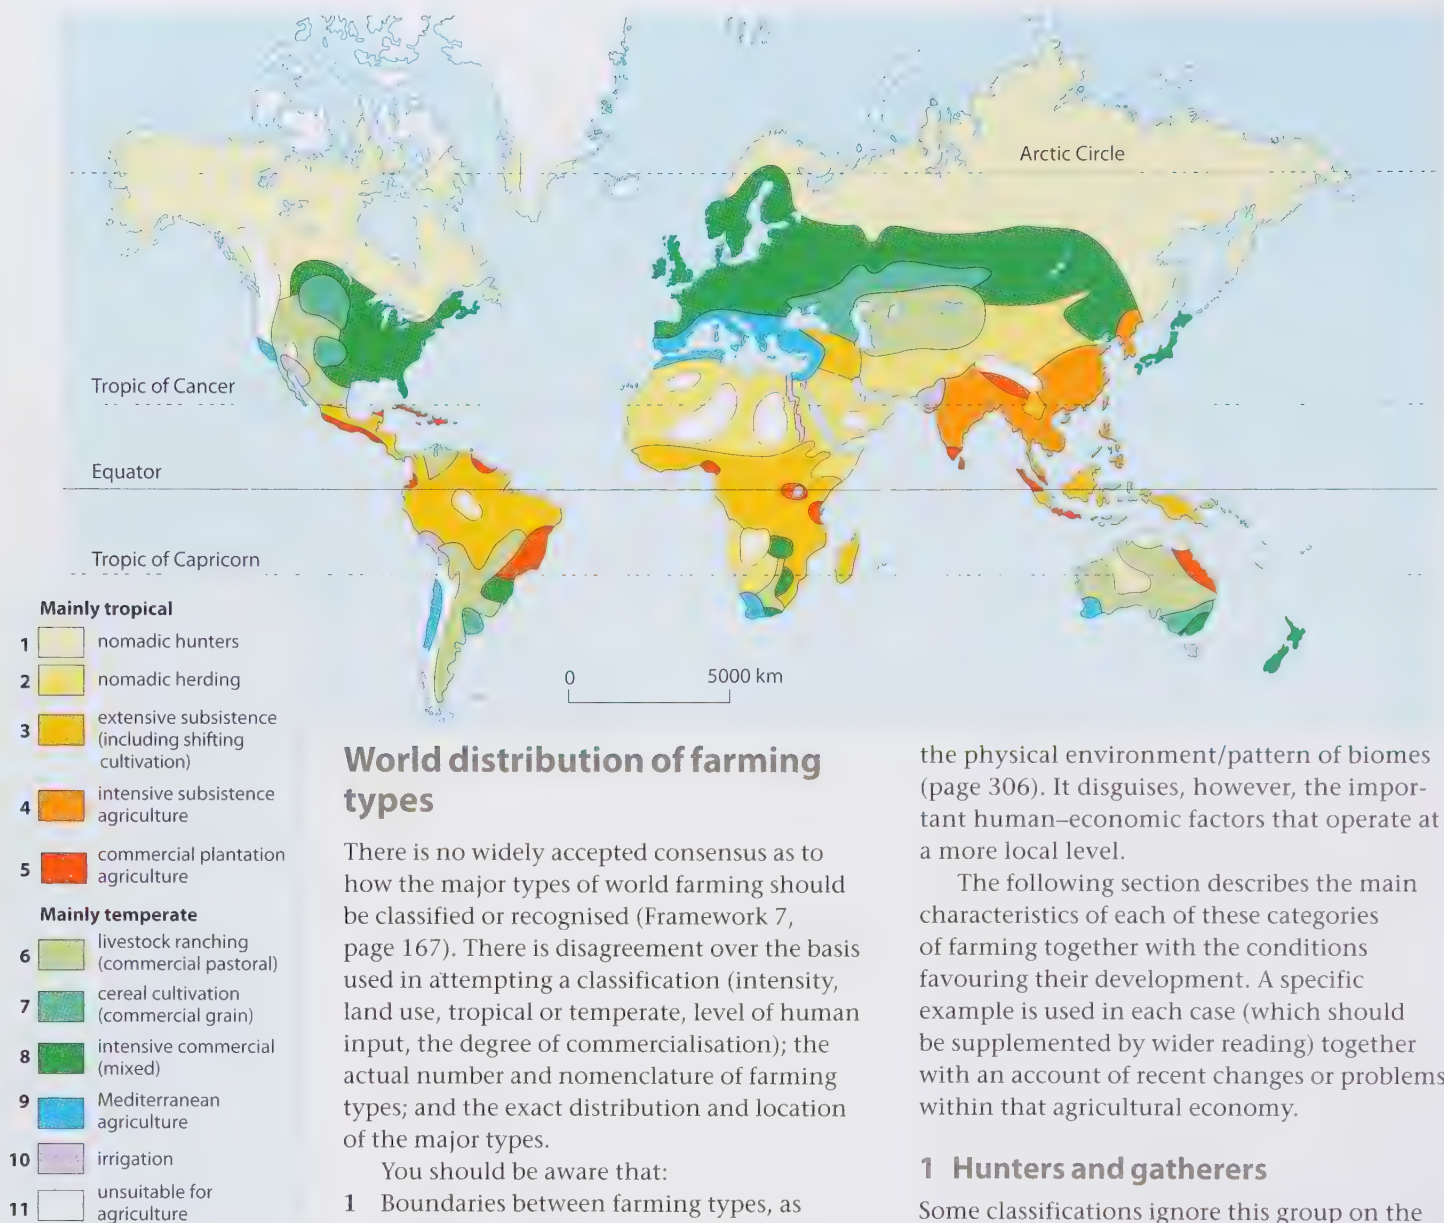 Arctic Circle
Tropic of Cancer
Equator
Tropic of Capricorn
0 5000 km
Mainly tropical
1 nomadic hunters
2 nomadic herding
3 extensive subsistence
(including shifting
cultivation)
4 intensive subsistence
agriculture
5 commercial plantation
agriculture
Mainly temperate
6 livestock ranching
(commercial pastoral)
7 cereal cultivation
(commercial grain)
8 intensive commercial
(mixed)
9 Mediterranean
agriculture
10 irrigation
11 unsuitable for
agriculture
World distribution of farming
types
There is no widely accepted consensus as to
how the major types of world farming should
be classified or recognised (Framework 7,
page 167). There is disagreement over the basis
used in attempting a classification (intensity,
land use, tropical or temperate, level of human
input, the degree of commercialisation); the
actual number and nomenclature of farming
types; and the exact distribution and location
of the major types.
You should be aware that:
1 Boundaries between farming types, as
the physical environment/pattern of biomes
(page 306). It disguises, however, the impor-
tant human–economic factors that operate at
a more local level.
The following section describes the main
characteristics of each of these categories
of farming together with the conditions
favouring their development. A specific
example is used in each case (which should
be supplemented by wider reading) together
with an account of recent changes or problems
within that agricultural economy.
1 Hunters and gatherers
Some classifications ignore this group on the